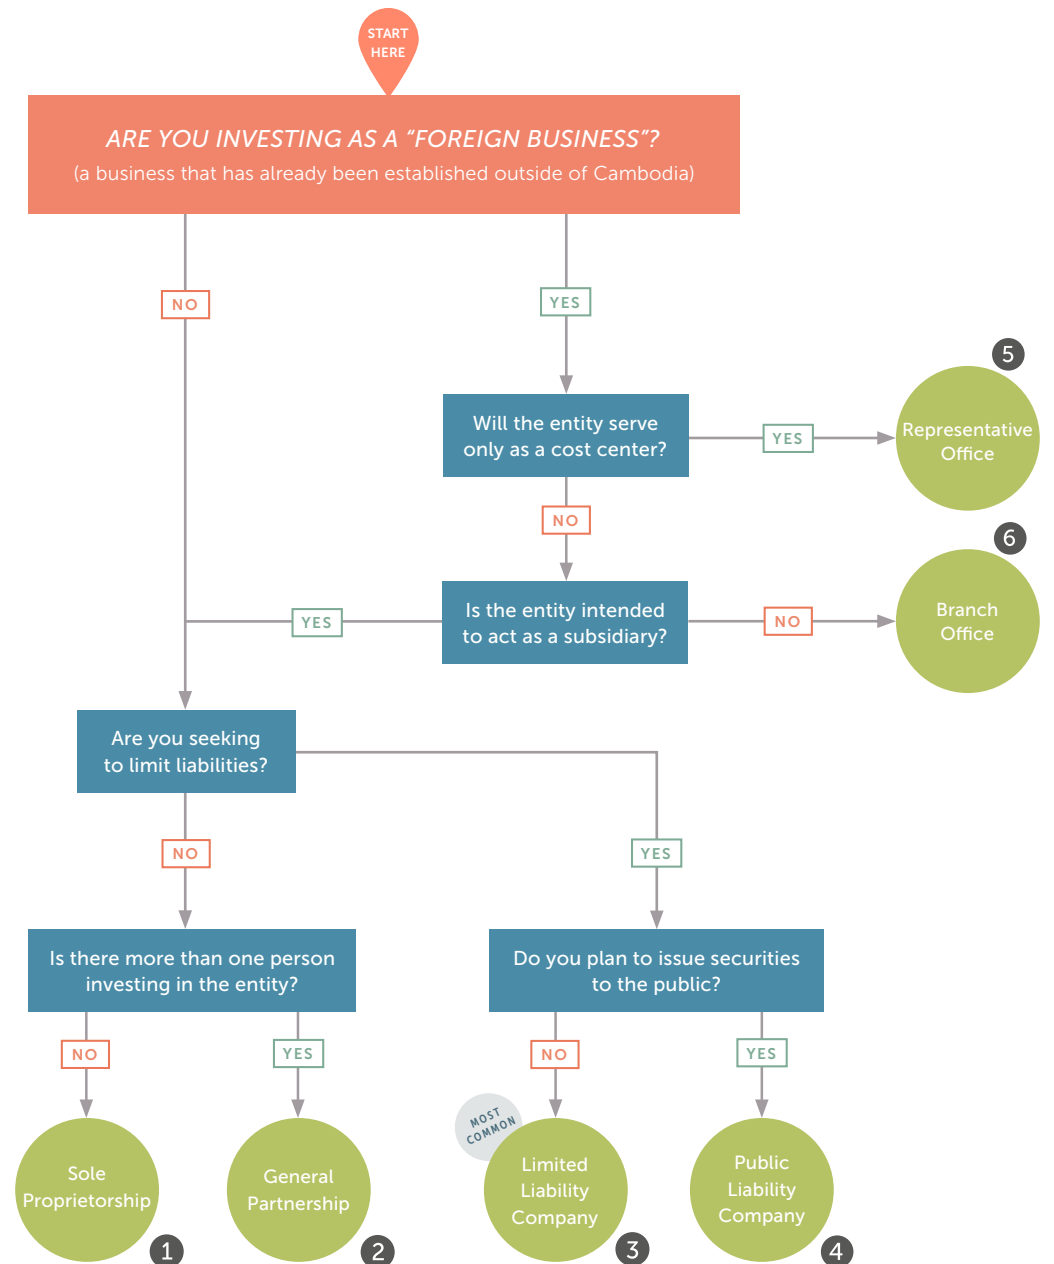 START
HERE
ARE YOU INVESTING AS A “FOREIGN BUSINESS”?
(a business that has already been established outside of Cambodia)
NO
YES
5
Will the entity serve
only as a cost center?
YES
Representative
Office
NO
6
Is the entity intended
to act as a subsidiary?
YES
NO
Branch
Office
Are you seeking
to limit liabilities?
NO
YES
Is there more than one person
investing in the entity?
Do you plan to issue securities
to the public?
NO
YES
NO
YES
MOST
COMMON
Sole
Proprietorship
1
General
Partnership
2
Limited
Liability
Company
3
Public
Liability
Company
4